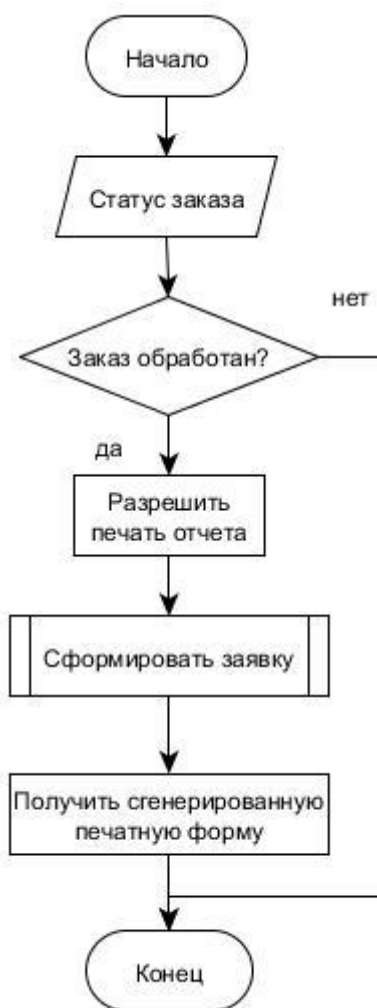 Начало
Статус заказа
нет
Заказ обработан?
да
Разрешить
печать отчета
Сформировать заявку
Получить сгенерированную
печатную форму
Конец